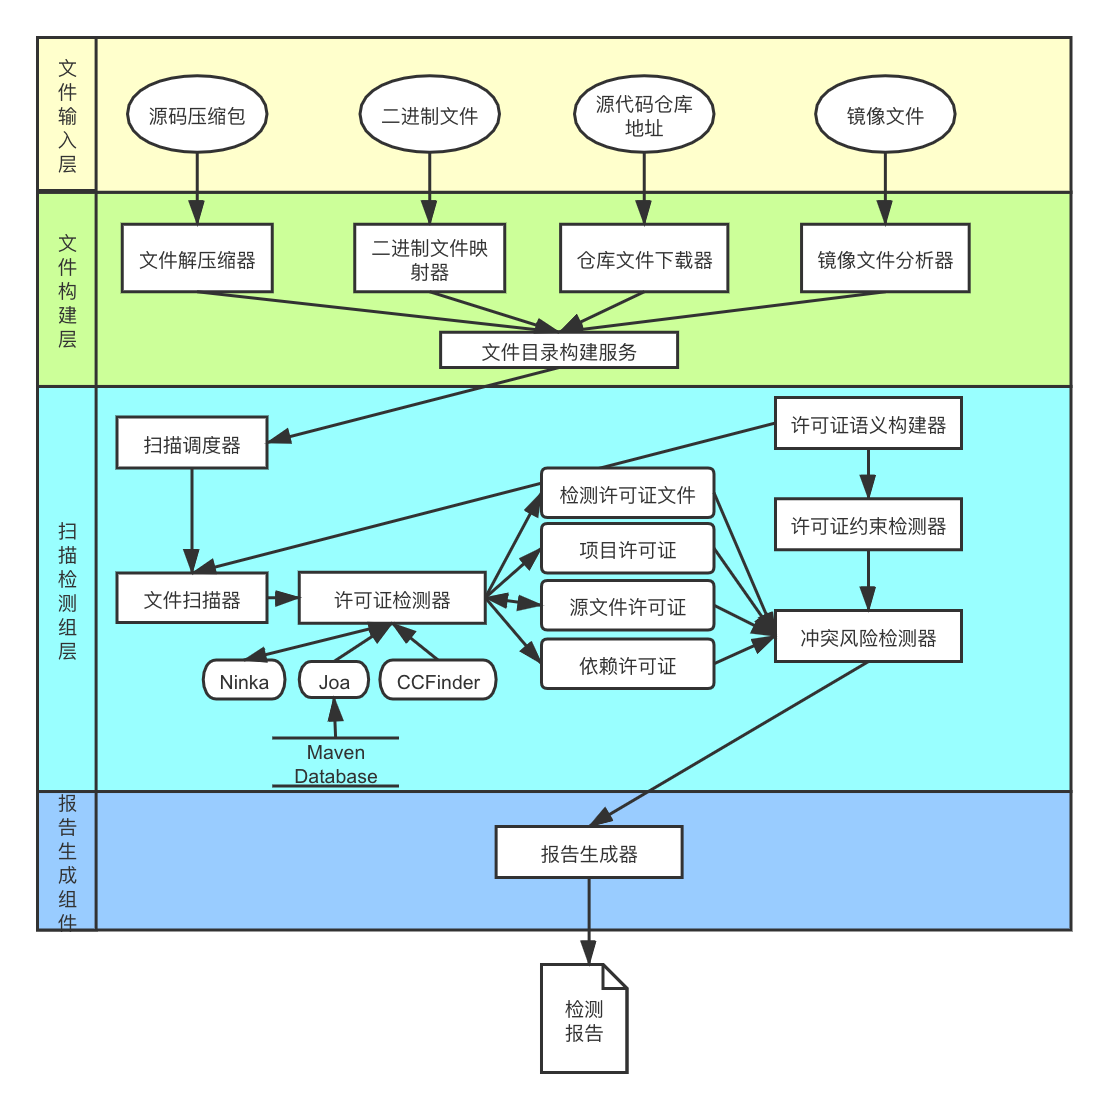 文
件
输
入
层
源码压缩包
二进制文件
源代码仓库
地址
镜像文件
文
件
构
建
层
文件解压缩器
二进制文件映
射器
仓库文件下载器
镜像文件分析器
文件目录构建服务
扫
描
检
测
组
层
扫描调度器
许可证语义构建器
检测许可证文件
许可证约束检测器
项目许可证
文件扫描器
许可证检测器
源文件许可证
冲突风险检测器
依赖许可证
Ninka
Joa
CCFinder
Maven
Database
报
告
生
成
组
件
报告生成器
检测
报告